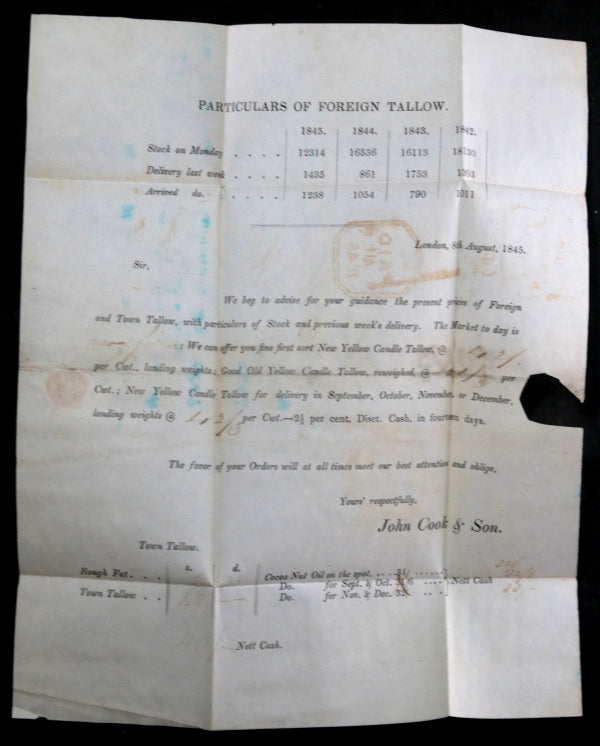 PARTICULARS OF FOREIGN TALLOW.
1845. 1844. 1843. 1842.
Stock on Monday . . . . 12314 16536 16113 18130
Delivery last week . . . . 1435 861 1753 1393
Arrived do. . . . . . 1238 1054 790 1011
London, 8th August, 1845.
PAID
Sir.
We beg to advise for your guidance the present prices of Foreign
and Town Tallow, with particulars of Stock and previous week's delivery. The Market to day is
; We can offer you fine first sort New Yellow Candle Tallow, @
per Cwt., landing weights; Good Old Yellow Candle Tallow, reweighed, @ per
Cwt.; New Yellow Candle Tallow for delivery in September, October, November, or December,
landing weights @ per Cwt.—2½ per cent. Disct. Cash, in fourteen days.
The favor of your Orders will at all times meet our best attention and oblige,
Yours' respectfully,
John Cook & Son.
Town Tallow.
s. d.
Rough Fat. . . Cocoa Nut Oil on the spot. . . 31
Do. for Sept. & Oct. Nett Cash
Town Tallow . . Do. for Nov. & Dec. 32
Nett Cash.